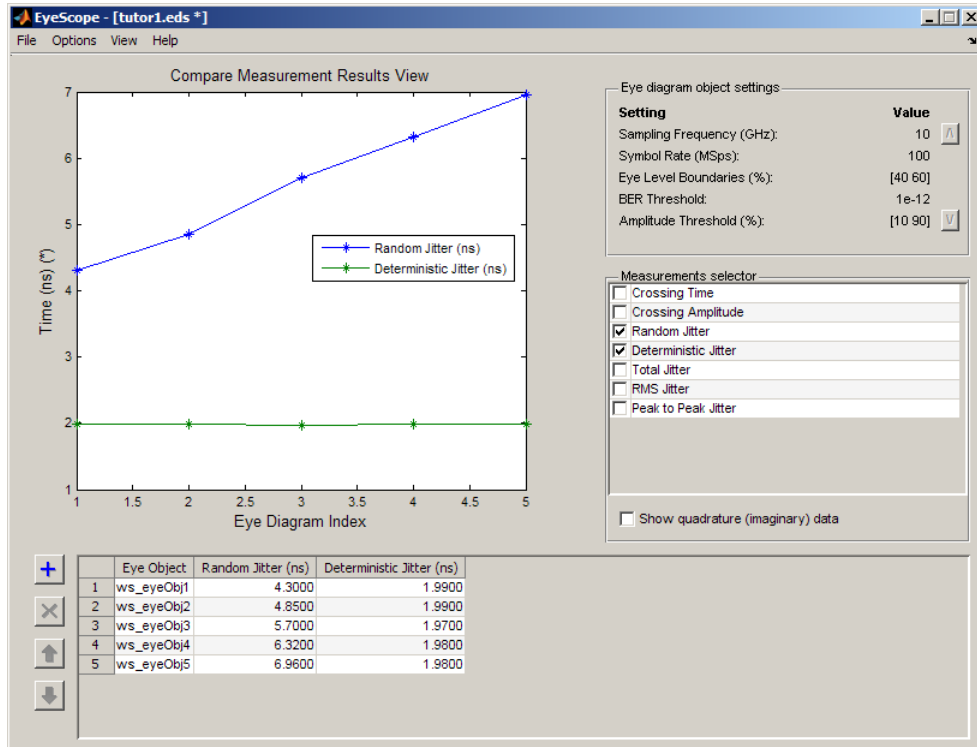 EyeScope - [tutor1.eds *]
File Options View Help
Compare Measurement Results View
7
6
5
4
3
2
1
Time (ns) (*)
Random Jitter (ns)
Deterministic Jitter (ns)
1 1.5 2 2.5 3 3.5 4 4.5 5
Eye Diagram Index
Eye diagram object settings
Setting Value
Sampling Frequency (GHz): 10
Symbol Rate (MSps): 100
Eye Level Boundaries (%): [40 60]
BER Threshold: 1e-12
Amplitude Threshold (%): [10 90]
Measurements selector
Crossing Time
Crossing Amplitude
Random Jitter
Deterministic Jitter
Total Jitter
RMS Jitter
Peak to Peak Jitter
Show quadrature (imaginary) data
Eye Object Random Jitter (ns) Deterministic Jitter (ns)
1 ws_eyeObj1 4.3000 1.9900
2 ws_eyeObj2 4.8500 1.9900
3 ws_eyeObj3 5.7000 1.9700
4 ws_eyeObj4 6.3200 1.9800
5 ws_eyeObj5 6.9600 1.9800